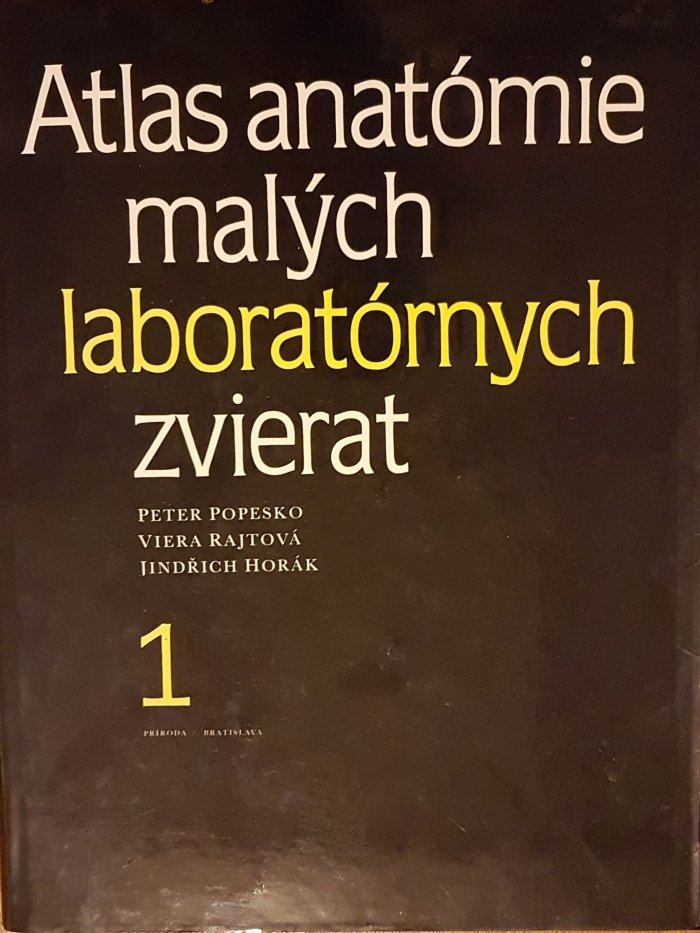 Atlas anatómie
malých
laboratórnych
zvierat
PETER POPESKO
VIERA RAJTOVÁ
JINDŘICH HORÁK
1
PRÍRODA / BRATISLAVA